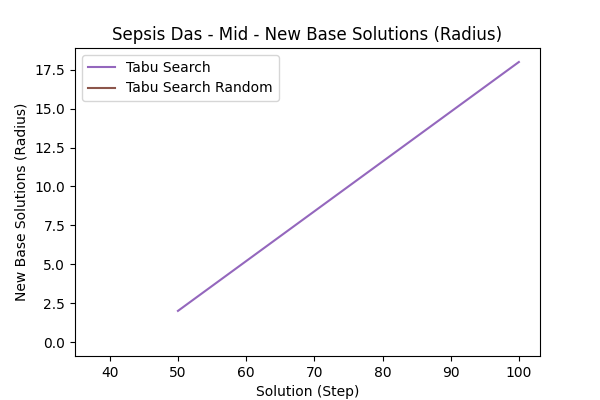 Sepsis Das - Mid - New Base Solutions (Radius)
Tabu Search
Tabu Search Random
17.5
15.0
12.5
10.0
7.5
5.0
2.5
0.0
New Base Solutions (Radius)
40 50 60 70 80 90 100
Solution (Step)